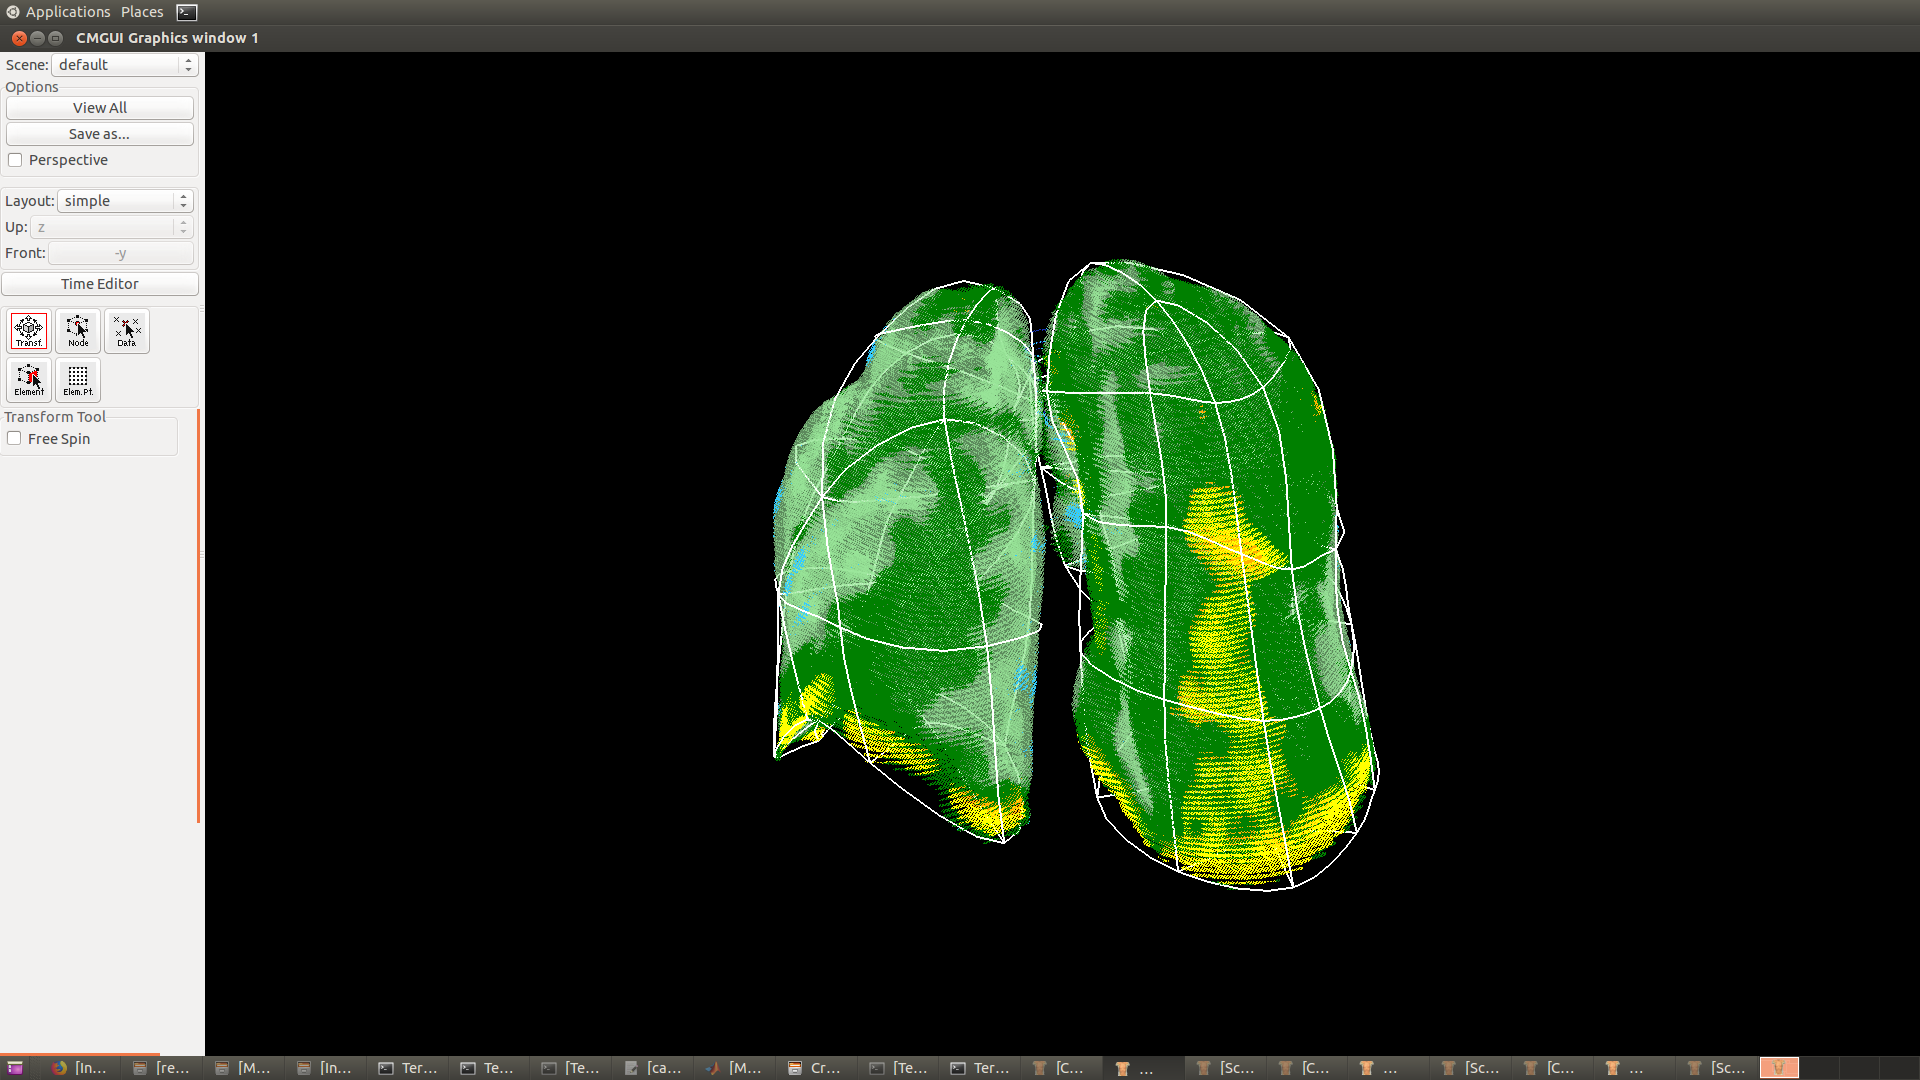 Applications Places
CMGUI Graphics window 1
Scene: default
Options
View All
Save as...
Perspective
Layout: simple
Up: z
Front: -y
Time Editor
Transf. Node Data
Element Elem.Pt.
Transform Tool
Free Spin
[In... [re... [M... [In... Ter... Te... [Te... [ca... [M... Cr... [Te... Ter... [C... ... [Sc... [C... ... [Sc... [C... ... [Sc...